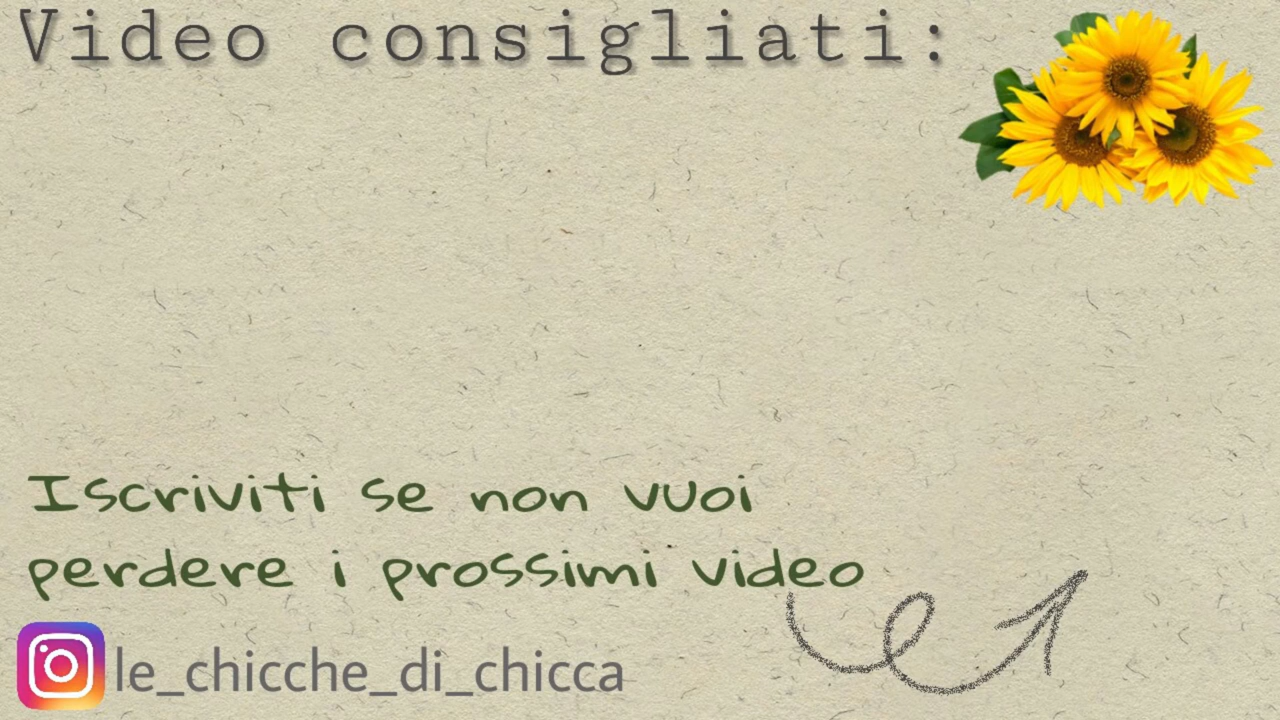 Video consigliati:
Iscriviti se non vuoi
perdere i prossimi video
le_chicche_di_chicca